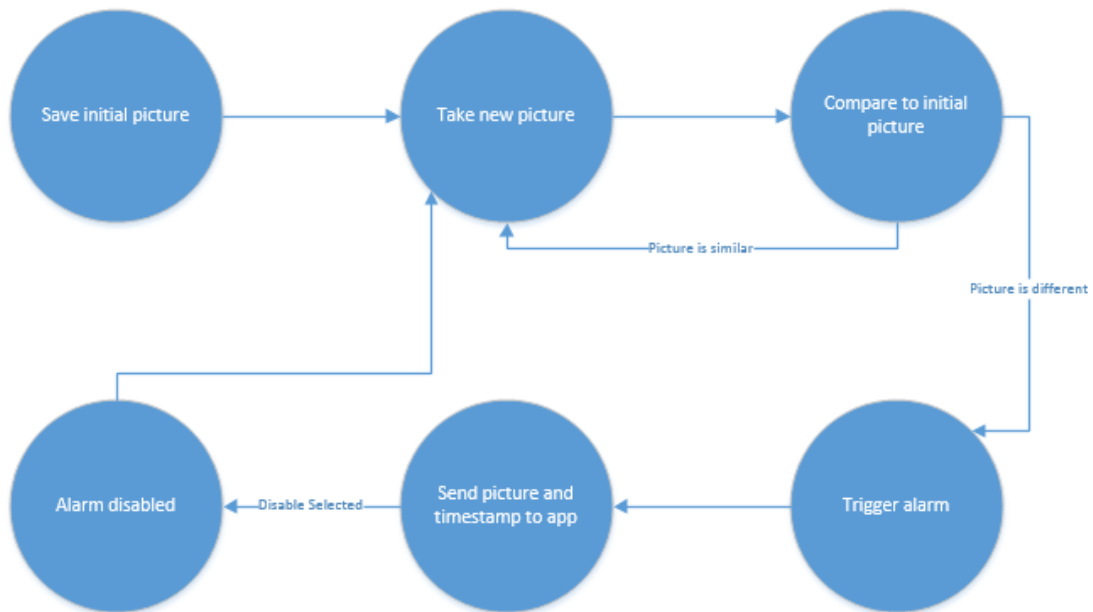 Save initial picture
Take new picture
Compare to initial
picture
Picture is similar
Picture is different
Alarm disabled
Disable Selected
Send picture and
timestamp to app
Trigger alarm